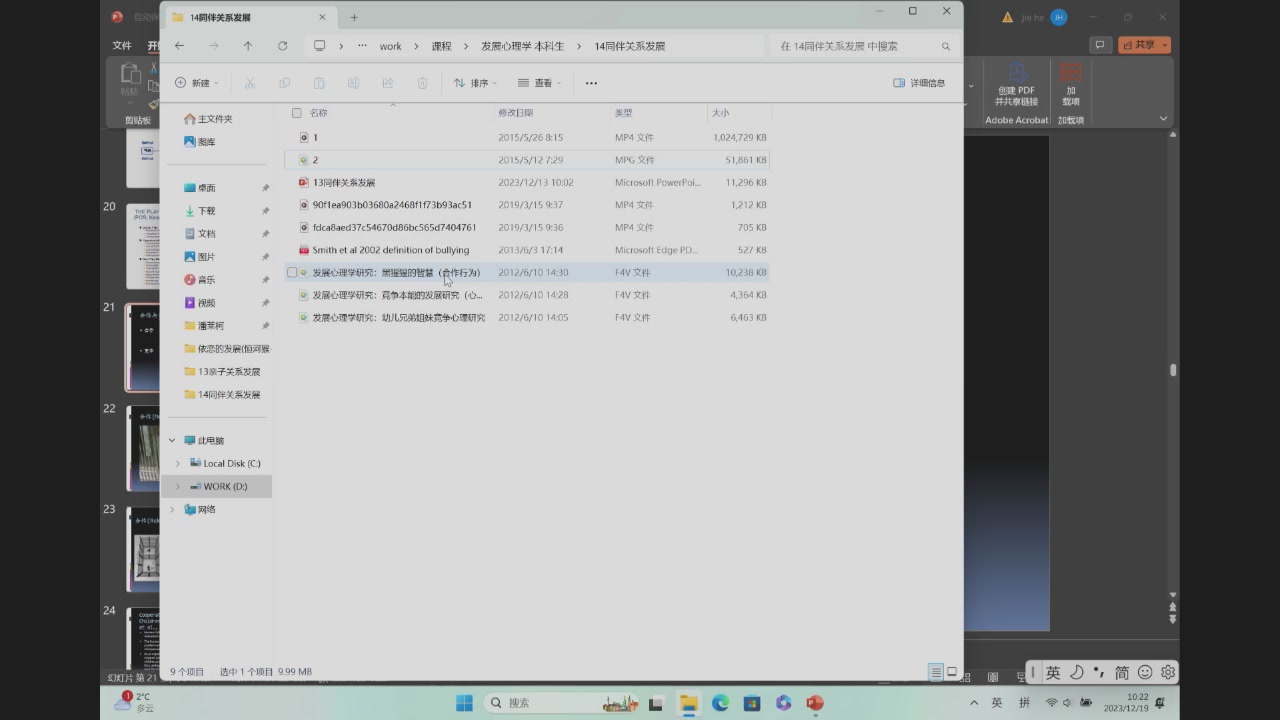 14同伴关系发展
jie he
JH
文件
work
课程
发展心理学 本科生
14同伴关系发展
在 14同伴关系发展 中搜索
共享
新建
排序
查看
详细信息
粘贴
剪贴板
创建 PDF
并共享链接
Adobe Acrobat
加
载项
加载项
主文件夹
图库
桌面
下载
文档
图片
音乐
视频
潘莱柯
依恋的发展(恒河猴
13亲子关系发展
14同伴关系发展
此电脑
Local Disk (C:)
WORK (D:)
网络
名称 修改日期 类型 大小
1 2015/5/26 8:15 MP4 文件 1,024,729 KB
2 2015/5/12 7:29 MPG 文件 51,861 KB
13同伴关系发展 2023/12/13 10:02 Microsoft PowerPoi... 11,296 KB
90f1ea903b03680a2468f1f73b93ac51 2019/3/15 9:37 MP4 文件 1,212 KB
fdca8aed37c54670d86bc565d7404761 2019/3/15 9:36 MP4 文件 705 KB
Smith et al 2002 definition of bullying 2013/6/3 17:14 Microsoft Edge PD... 527 KB
发展心理学研究：黑猩猩的智慧（合作行为） 2012/6/10 14:30 F4V 文件 10,238 KB
发展心理学研究：竞争本能的发展研究（心... 2012/6/10 14:28 F4V 文件 4,364 KB
发展心理学研究：幼儿兄弟姐妹竞争心理研究 2012/6/10 14:05 F4V 文件 6,463 KB
20
21
22
23
24
9 个项目 选中 1 个项目 9.99 MB
幻灯片 第 21
英 简
2°C
多云
搜索
英 拼
10:22
2023/12/19